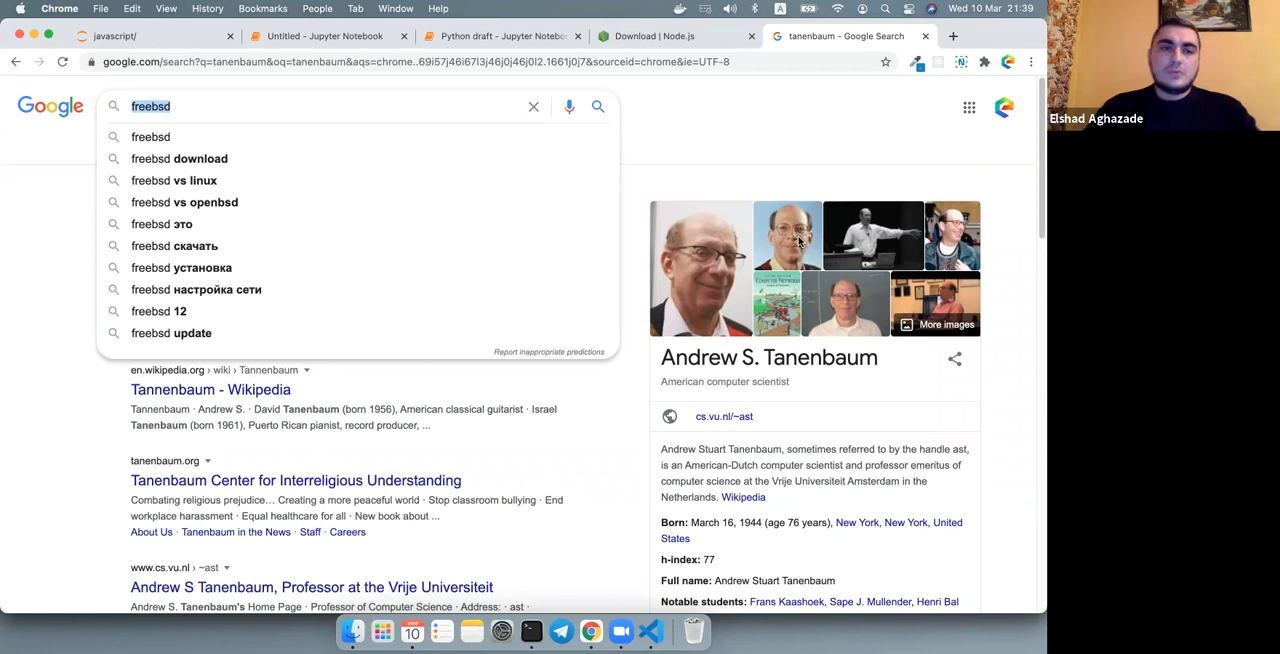 Chrome File Edit View History Bookmarks People Tab Window Help
A
Wed 10 Mar 21:39
javascript/
Untitled - Jupyter Notebook
Python draft - Jupyter Noteboo
Download | Node.js
tanenbaum - Google Search
google.com/search?q=tanenbaum&oq=tanenbaum&aqs=chrome..69i57j46i67l3j46j0j46j0l2.1661j0j7&sourceid=chrome&ie=UTF-8
Elshad Aghazade
Google
freebsd
freebsd
freebsd download
freebsd vs linux
freebsd vs openbsd
freebsd это
freebsd скачать
freebsd установка
freebsd настройка сети
freebsd 12
freebsd update
Report inappropriate predictions
en.wikipedia.org › wiki › Tannenbaum
Tannenbaum - Wikipedia
Tannenbaum · Andrew S. · David Tanenbaum (born 1956), American classical guitarist · Israel
Tanenbaum (born 1961), Puerto Rican pianist, record producer, ...
tanenbaum.org
Tanenbaum Center for Interreligious Understanding
Combating religious prejudice... Creating a more peaceful world · Stop classroom bullying · End
workplace harassment · Equal healthcare for all · New book about ...
About Us · Tanenbaum in the News · Staff · Careers
www.cs.vu.nl › ~ast
Andrew S Tanenbaum, Professor at the Vrije Universiteit
Andrew S. Tanenbaum's Home Page · Professor of Computer Science · Address: · ast ·
COMPUTER NETWORKS
More images
Andrew S. Tanenbaum
American computer scientist
cs.vu.nl/~ast
Andrew Stuart Tanenbaum, sometimes referred to by the handle ast,
is an American-Dutch computer scientist and professor emeritus of
computer science at the Vrije Universiteit Amsterdam in the
Netherlands. Wikipedia
Born: March 16, 1944 (age 76 years), New York, New York, United
States
h-index: 77
Full name: Andrew Stuart Tanenbaum
Notable students: Frans Kaashoek, Sape J. Mullender, Henri Bal
10